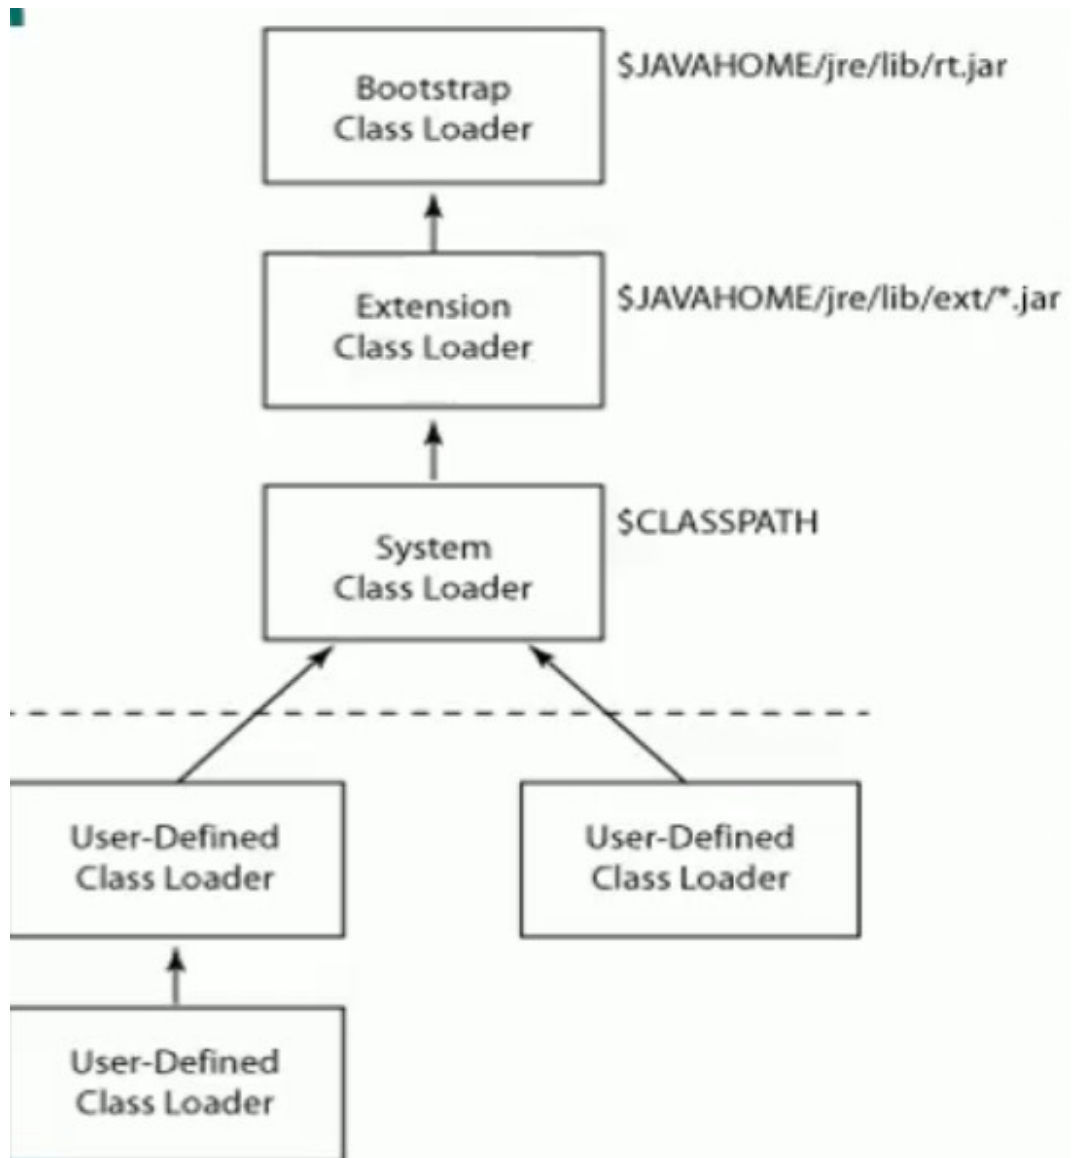 Bootstrap
Class Loader
$JAVAHOME/jre/lib/rt.jar
Extension
Class Loader
$JAVAHOME/jre/lib/ext/*.jar
System
Class Loader
$CLASSPATH
User-Defined
Class Loader
User-Defined
Class Loader
User-Defined
Class Loader